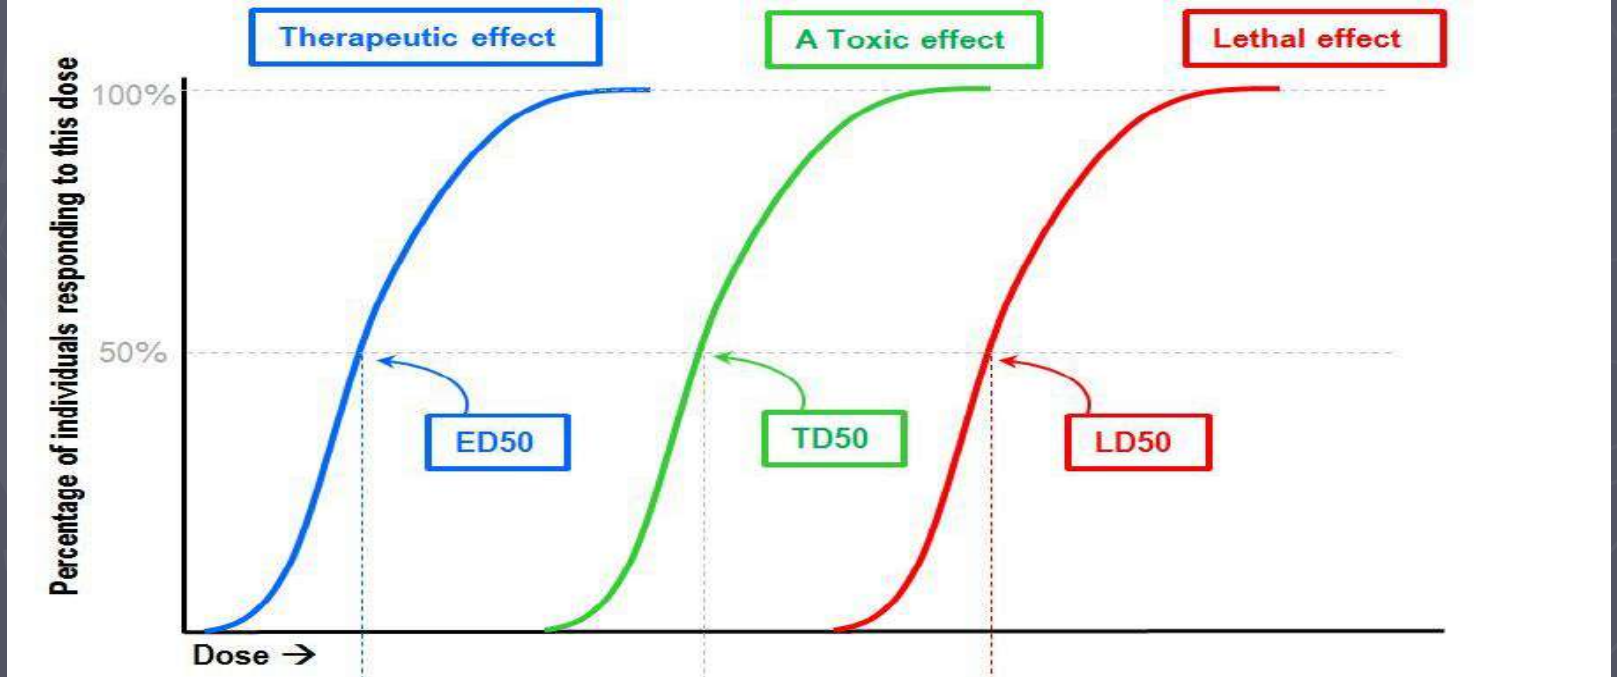 Therapeutic effect
A Toxic effect
Lethal effect
Percentage of individuals responding to this dose
100%
50%
ED50
TD50
LD50
Dose →